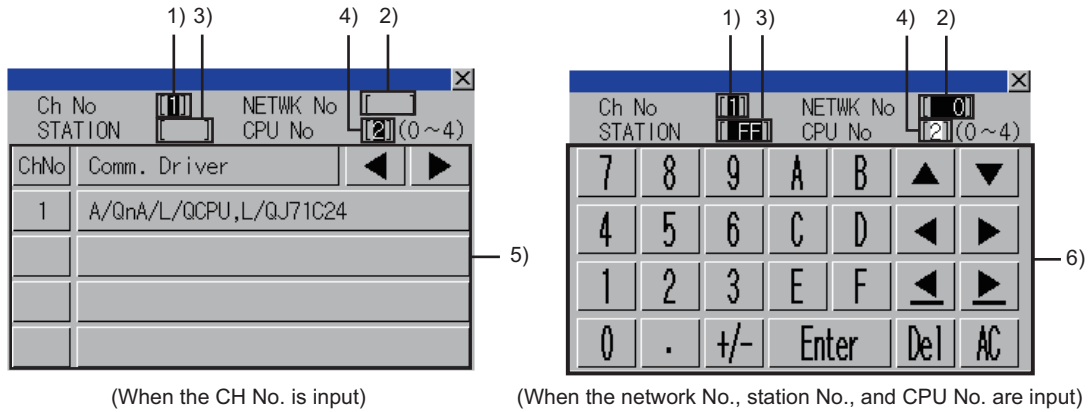 1) 3) 4) 2)
Ch No [1] NETWK No [ ]
STATION [ ] CPU No [2](0~4)
ChNo Comm. Driver ◀ ▶
1 A/QnA/L/QCPU,L/QJ71C24
5)
(When the CH No. is input)
1) 3) 4) 2)
Ch No [1] NETWK No [ 0]
STATION [ FF] CPU No [2](0~4)
7 8 9 A B ▲ ▼
4 5 6 C D ◀ ▶
6)
1 2 3 E F ◀ ▶
0 . +/- Enter Del AC
(When the network No., station No., and CPU No. are input)